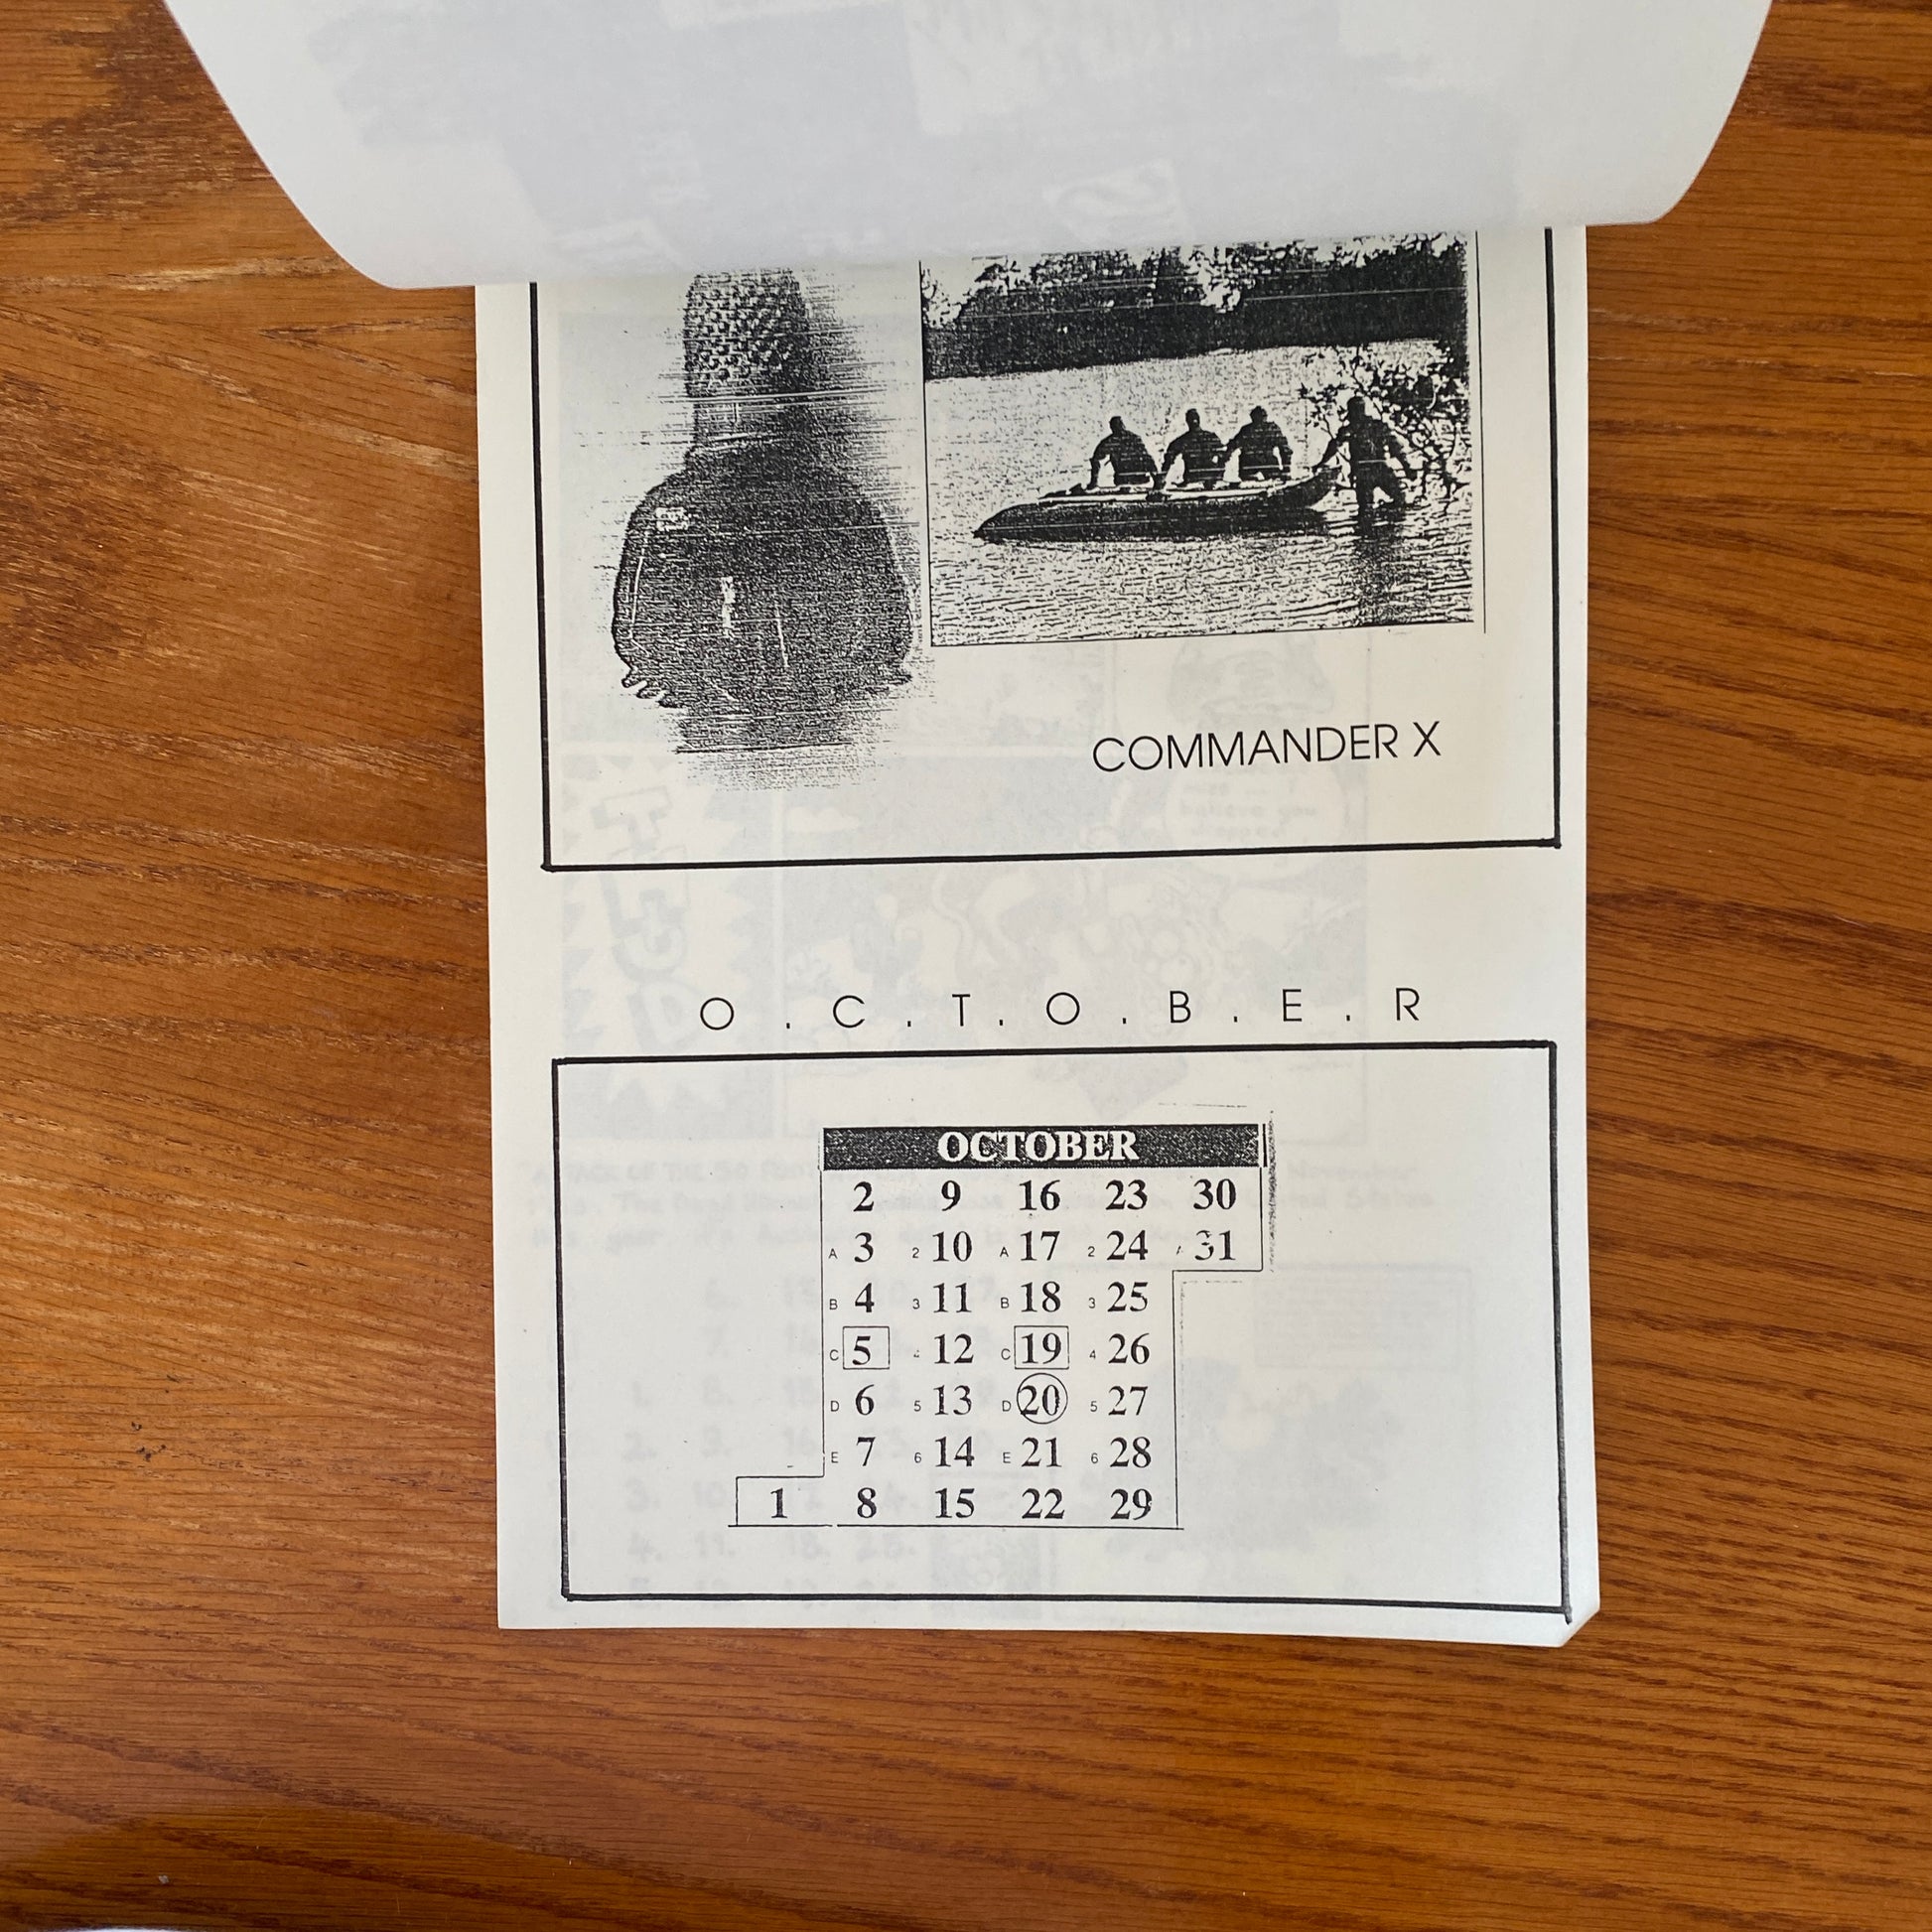 COMMANDER X
O . C . T . O . B . E . R
OCTOBER
2 9 16 23 30
A 3 2 10 A 17 2 24 31
B 4 3 11 B 18 3 25
C 5 12 C 19 4 26
D 6 5 13 D 20 5 27
E 7 6 14 E 21 6 28
1 8 15 22 29